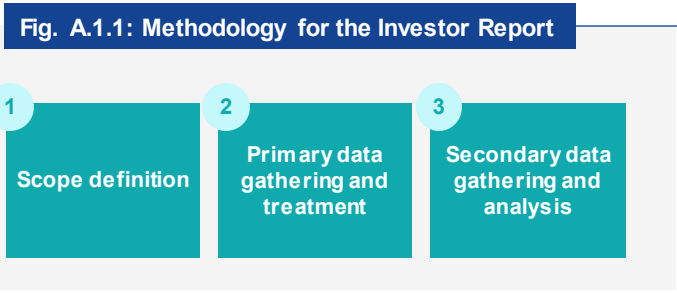 Fig. A.1.1: Methodology for the Investor Report
1
Scope definition
2
Primary data
gathering and
treatment
3
Secondary data
gathering and
analysis